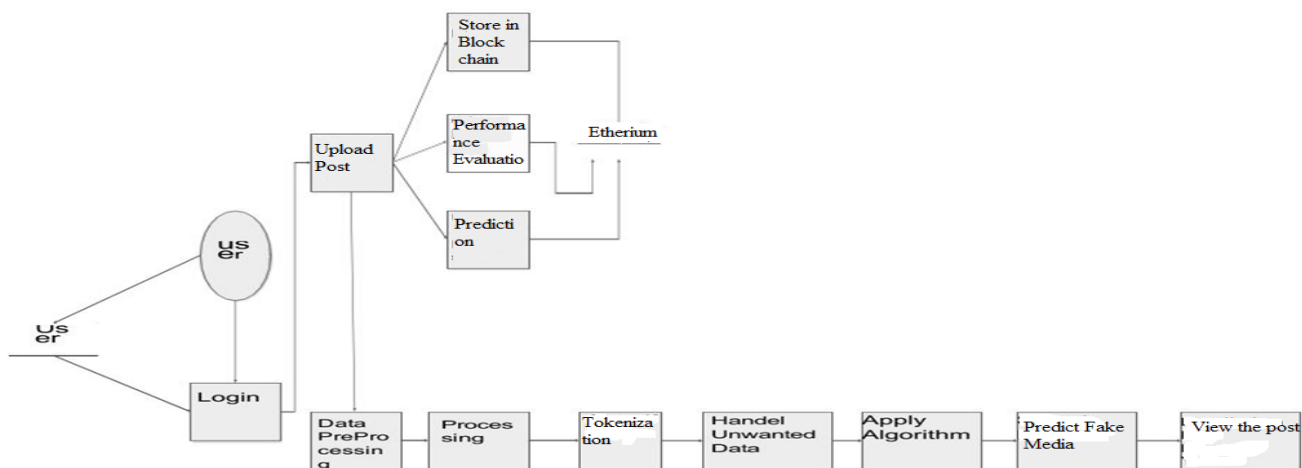 Store in
Block
chain
Performa
nce
Evaluatio
Etherium
Upload
Post
Predicti
on
us
er
us
er
Login
Data
PrePro
cessin
g
Proces
sing
Tokeniza
tion
Handel
Unwanted
Data
Apply
Algorithm
Predict Fake
Media
View the post